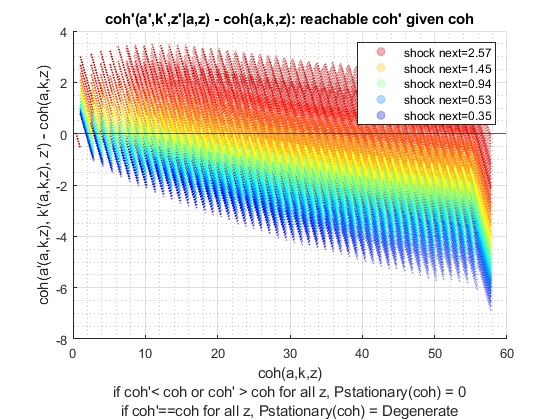 coh'(a',k',z'|a,z) - coh(a,k,z): reachable coh' given coh
shock next=2.57
shock next=1.45
shock next=0.94
shock next=0.53
shock next=0.35
4
2
0
-2
-4
-6
-8
coh(a'(a,k,z), k'(a,k,z), z') - coh(a,k,z)
0
10
20
30
40
50
60
coh(a,k,z)
if coh'< coh or coh' > coh for all z, Pstationary(coh) = 0
if coh'==coh for all z, Pstationary(coh) = Degenerate